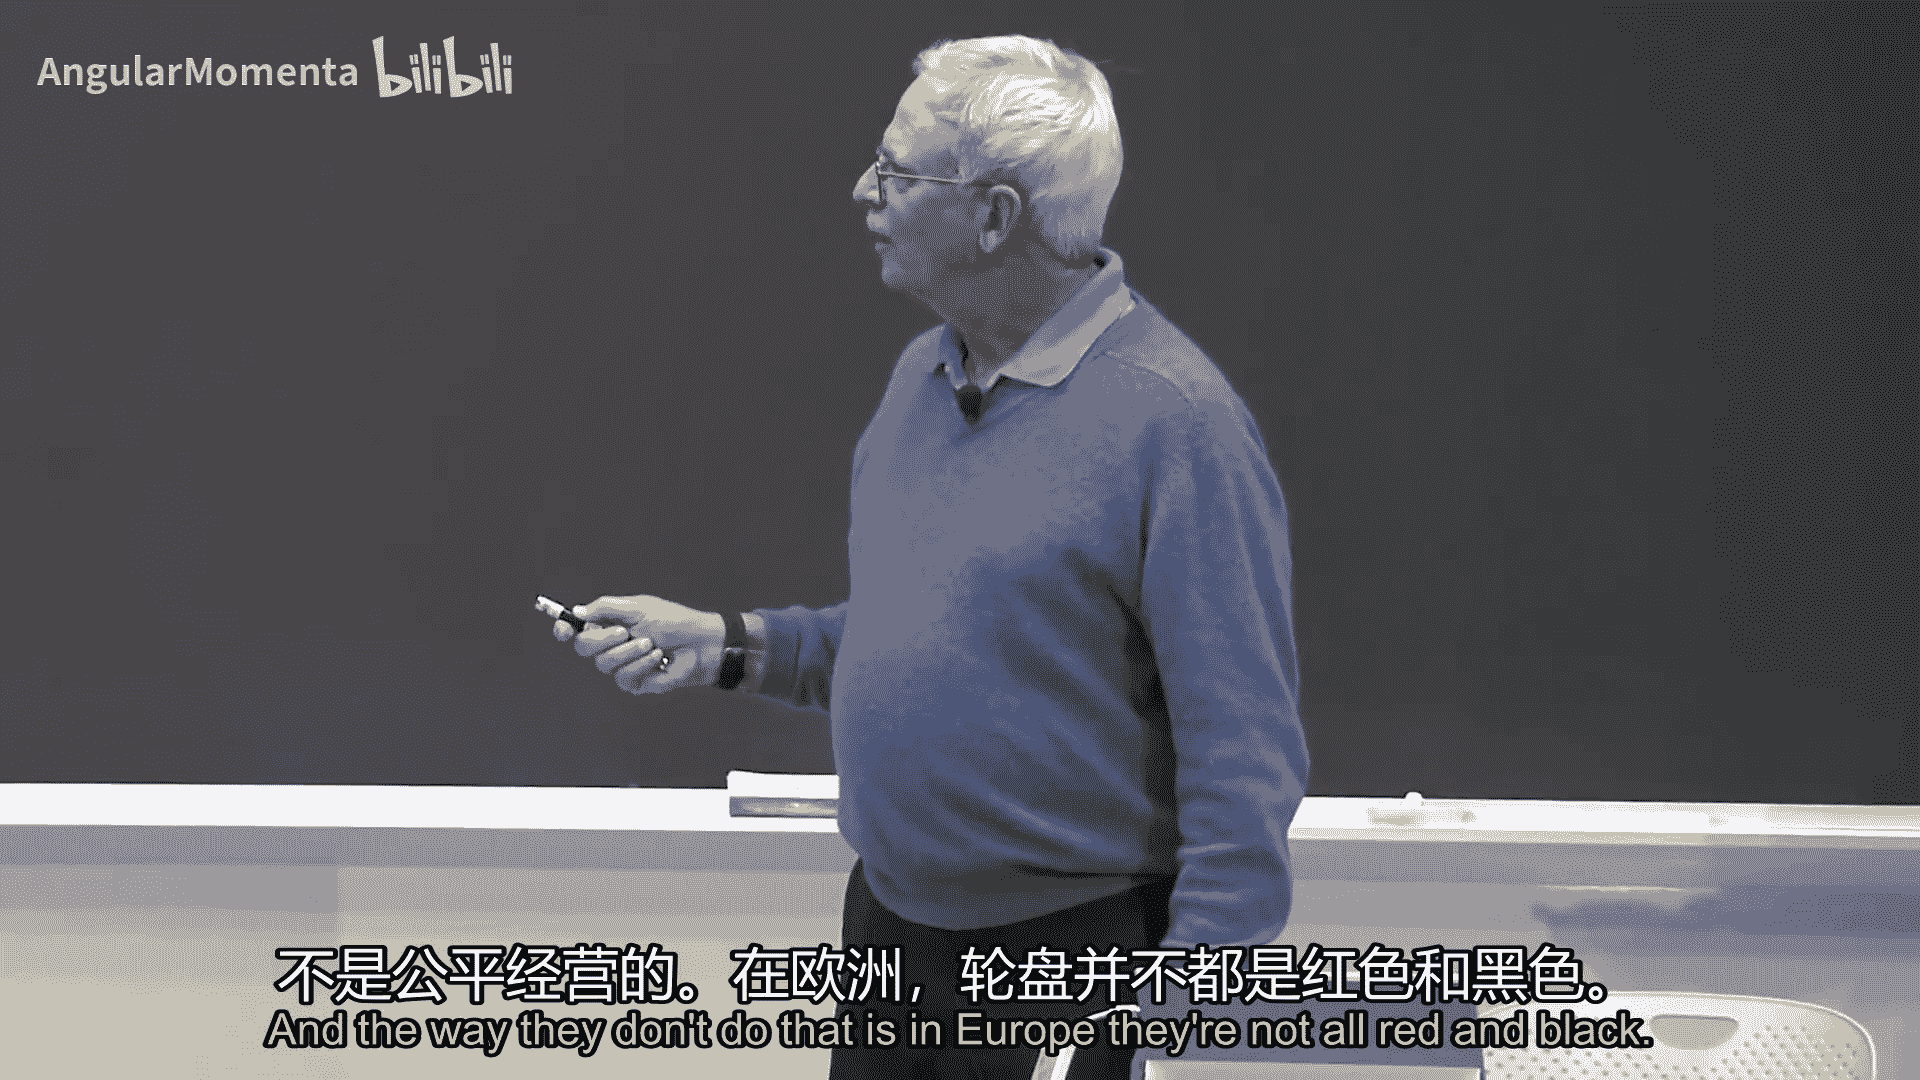 AngularMomenta bilibili
不是公平经营的。在欧洲，轮盘并不都是红色和黑色。
And the way they don't do that is in Europe they're not all red and black.